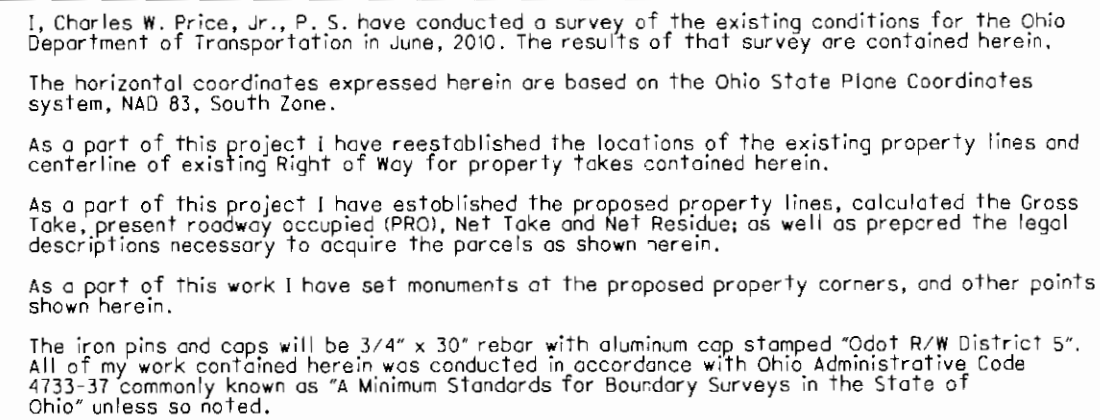 I, Charles W. Price, Jr., P. S. have conducted a survey of the existing conditions for the Ohio
Department of Transportation in June, 2010. The results of that survey are contained herein.
The horizontal coordinates expressed herein are based on the Ohio State Plane Coordinates
system, NAD 83, South Zone.
As a part of this project I have reestablished the locations of the existing property lines and
centerline of existing Right of Way for property takes contained herein.
As a part of this project I have established the proposed property lines, calculated the Gross
Take, present roadway occupied (PRO), Net Take and Net Residue; as well as prepared the legal
descriptions necessary to acquire the parcels as shown herein.
As a part of this work I have set monuments at the proposed property corners, and other points
shown herein.
The iron pins and caps will be 3/4" x 30" rebar with aluminum cap stamped "Odot R/W District 5".
All of my work contained herein was conducted in accordance with Ohio Administrative Code
4733-37 commonly known as "A Minimum Standards for Boundary Surveys in the State of
Ohio" unless so noted.